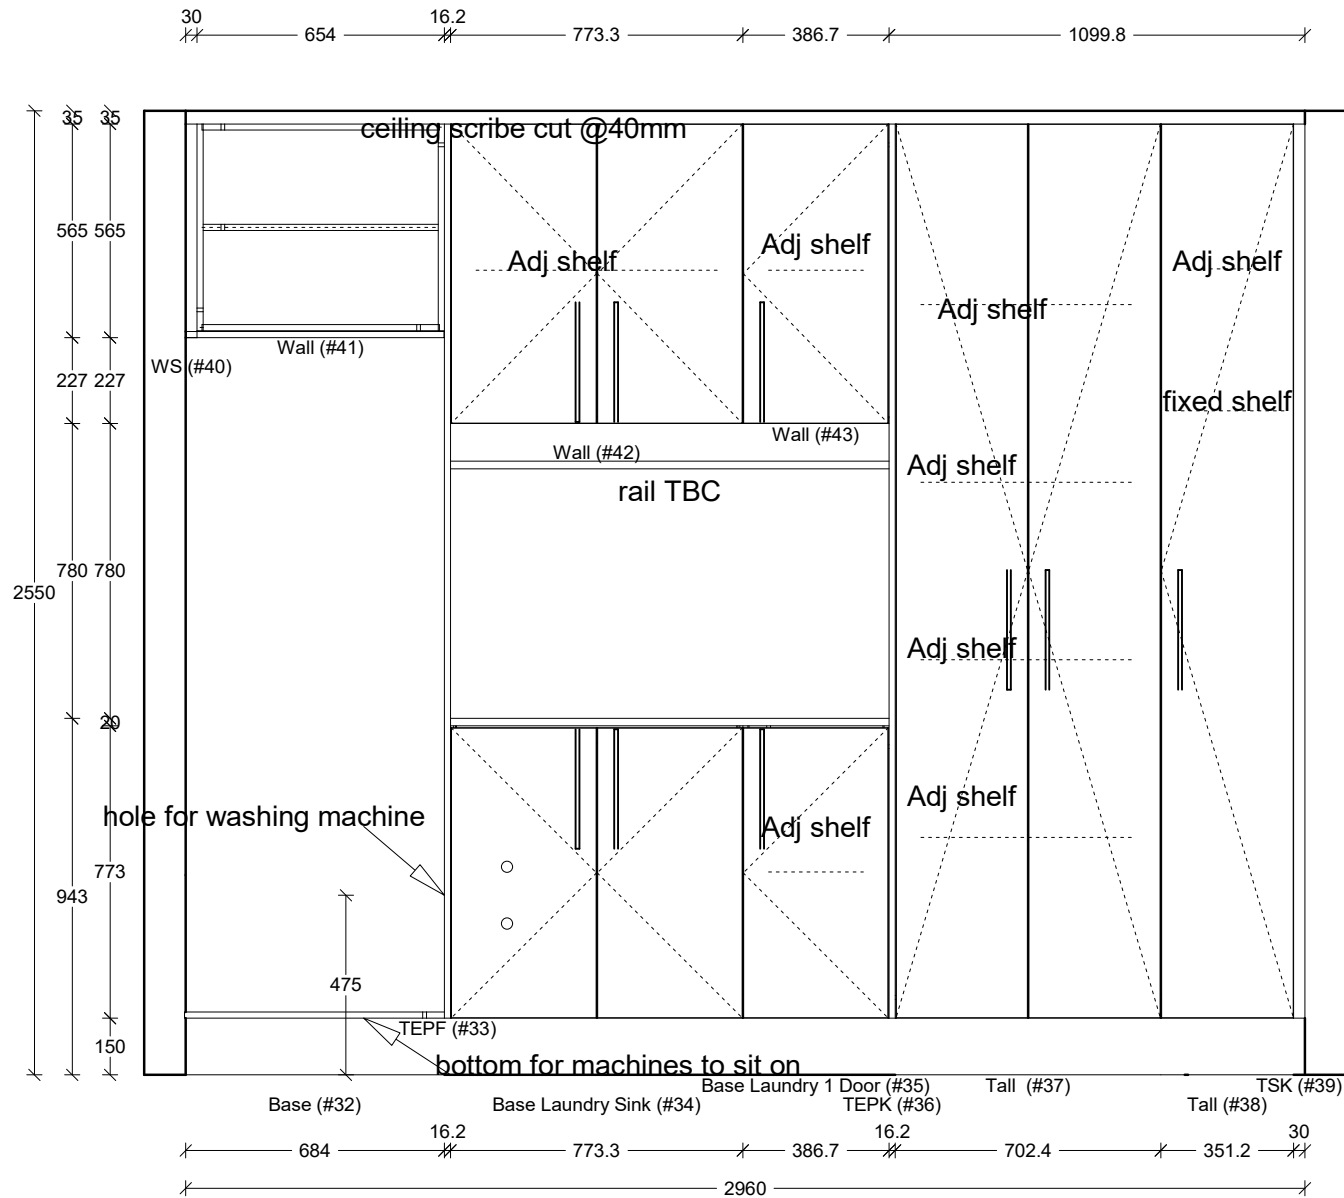 30
16.2
654
773.3
386.7
1099.8
35 35
ceiling scribe cut @40mm
565 565
Adj shelf
Adj shelf
Adj shelf
Adj shelf
Wall (#41)
WS (#40)
227 227
fixed shelf
Wall (#43)
Wall (#42)
Adj shelf
rail TBC
780 780
2550
Adj shelf
20
Adj shelf
hole for washing machine
Adj shelf
773
943
475
TEPF (#33)
150
bottom for machines to sit on
Base Laundry 1 Door (#35)
Tall (#37)
TSK (#39)
Base (#32)
Base Laundry Sink (#34)
TEPK (#36)
Tall (#38)
16.2
16.2
30
684
773.3
386.7
702.4
351.2
2960